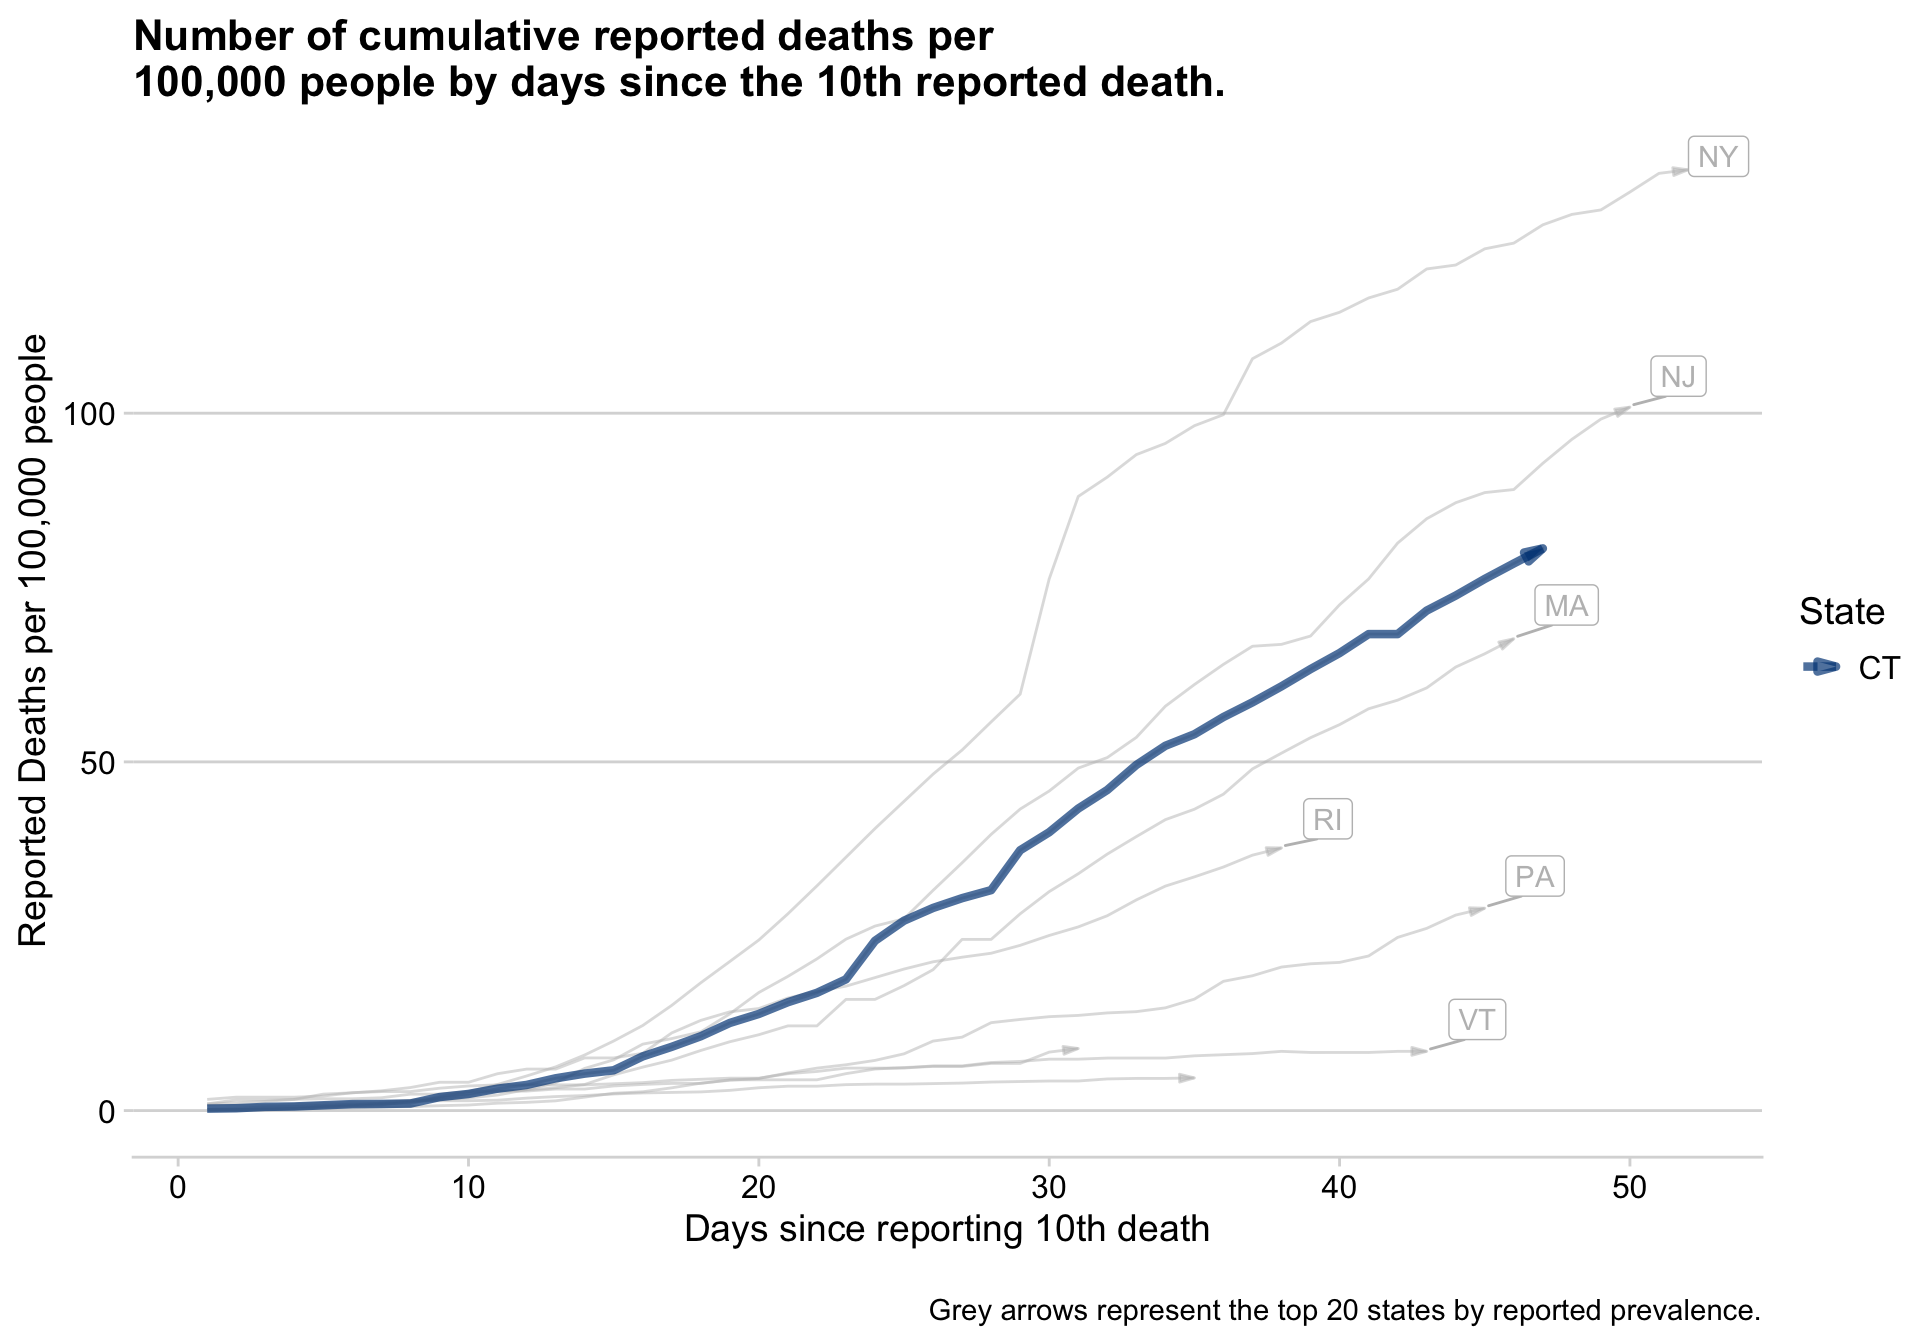 Number of cumulative reported deaths per
100,000 people by days since the 10th reported death.
Reported Deaths per 100,000 people
100
50
0
NY
NJ
MA
RI
PA
VT
State
CT
0
10
20
30
40
50
Days since reporting 10th death
Grey arrows represent the top 20 states by reported prevalence.